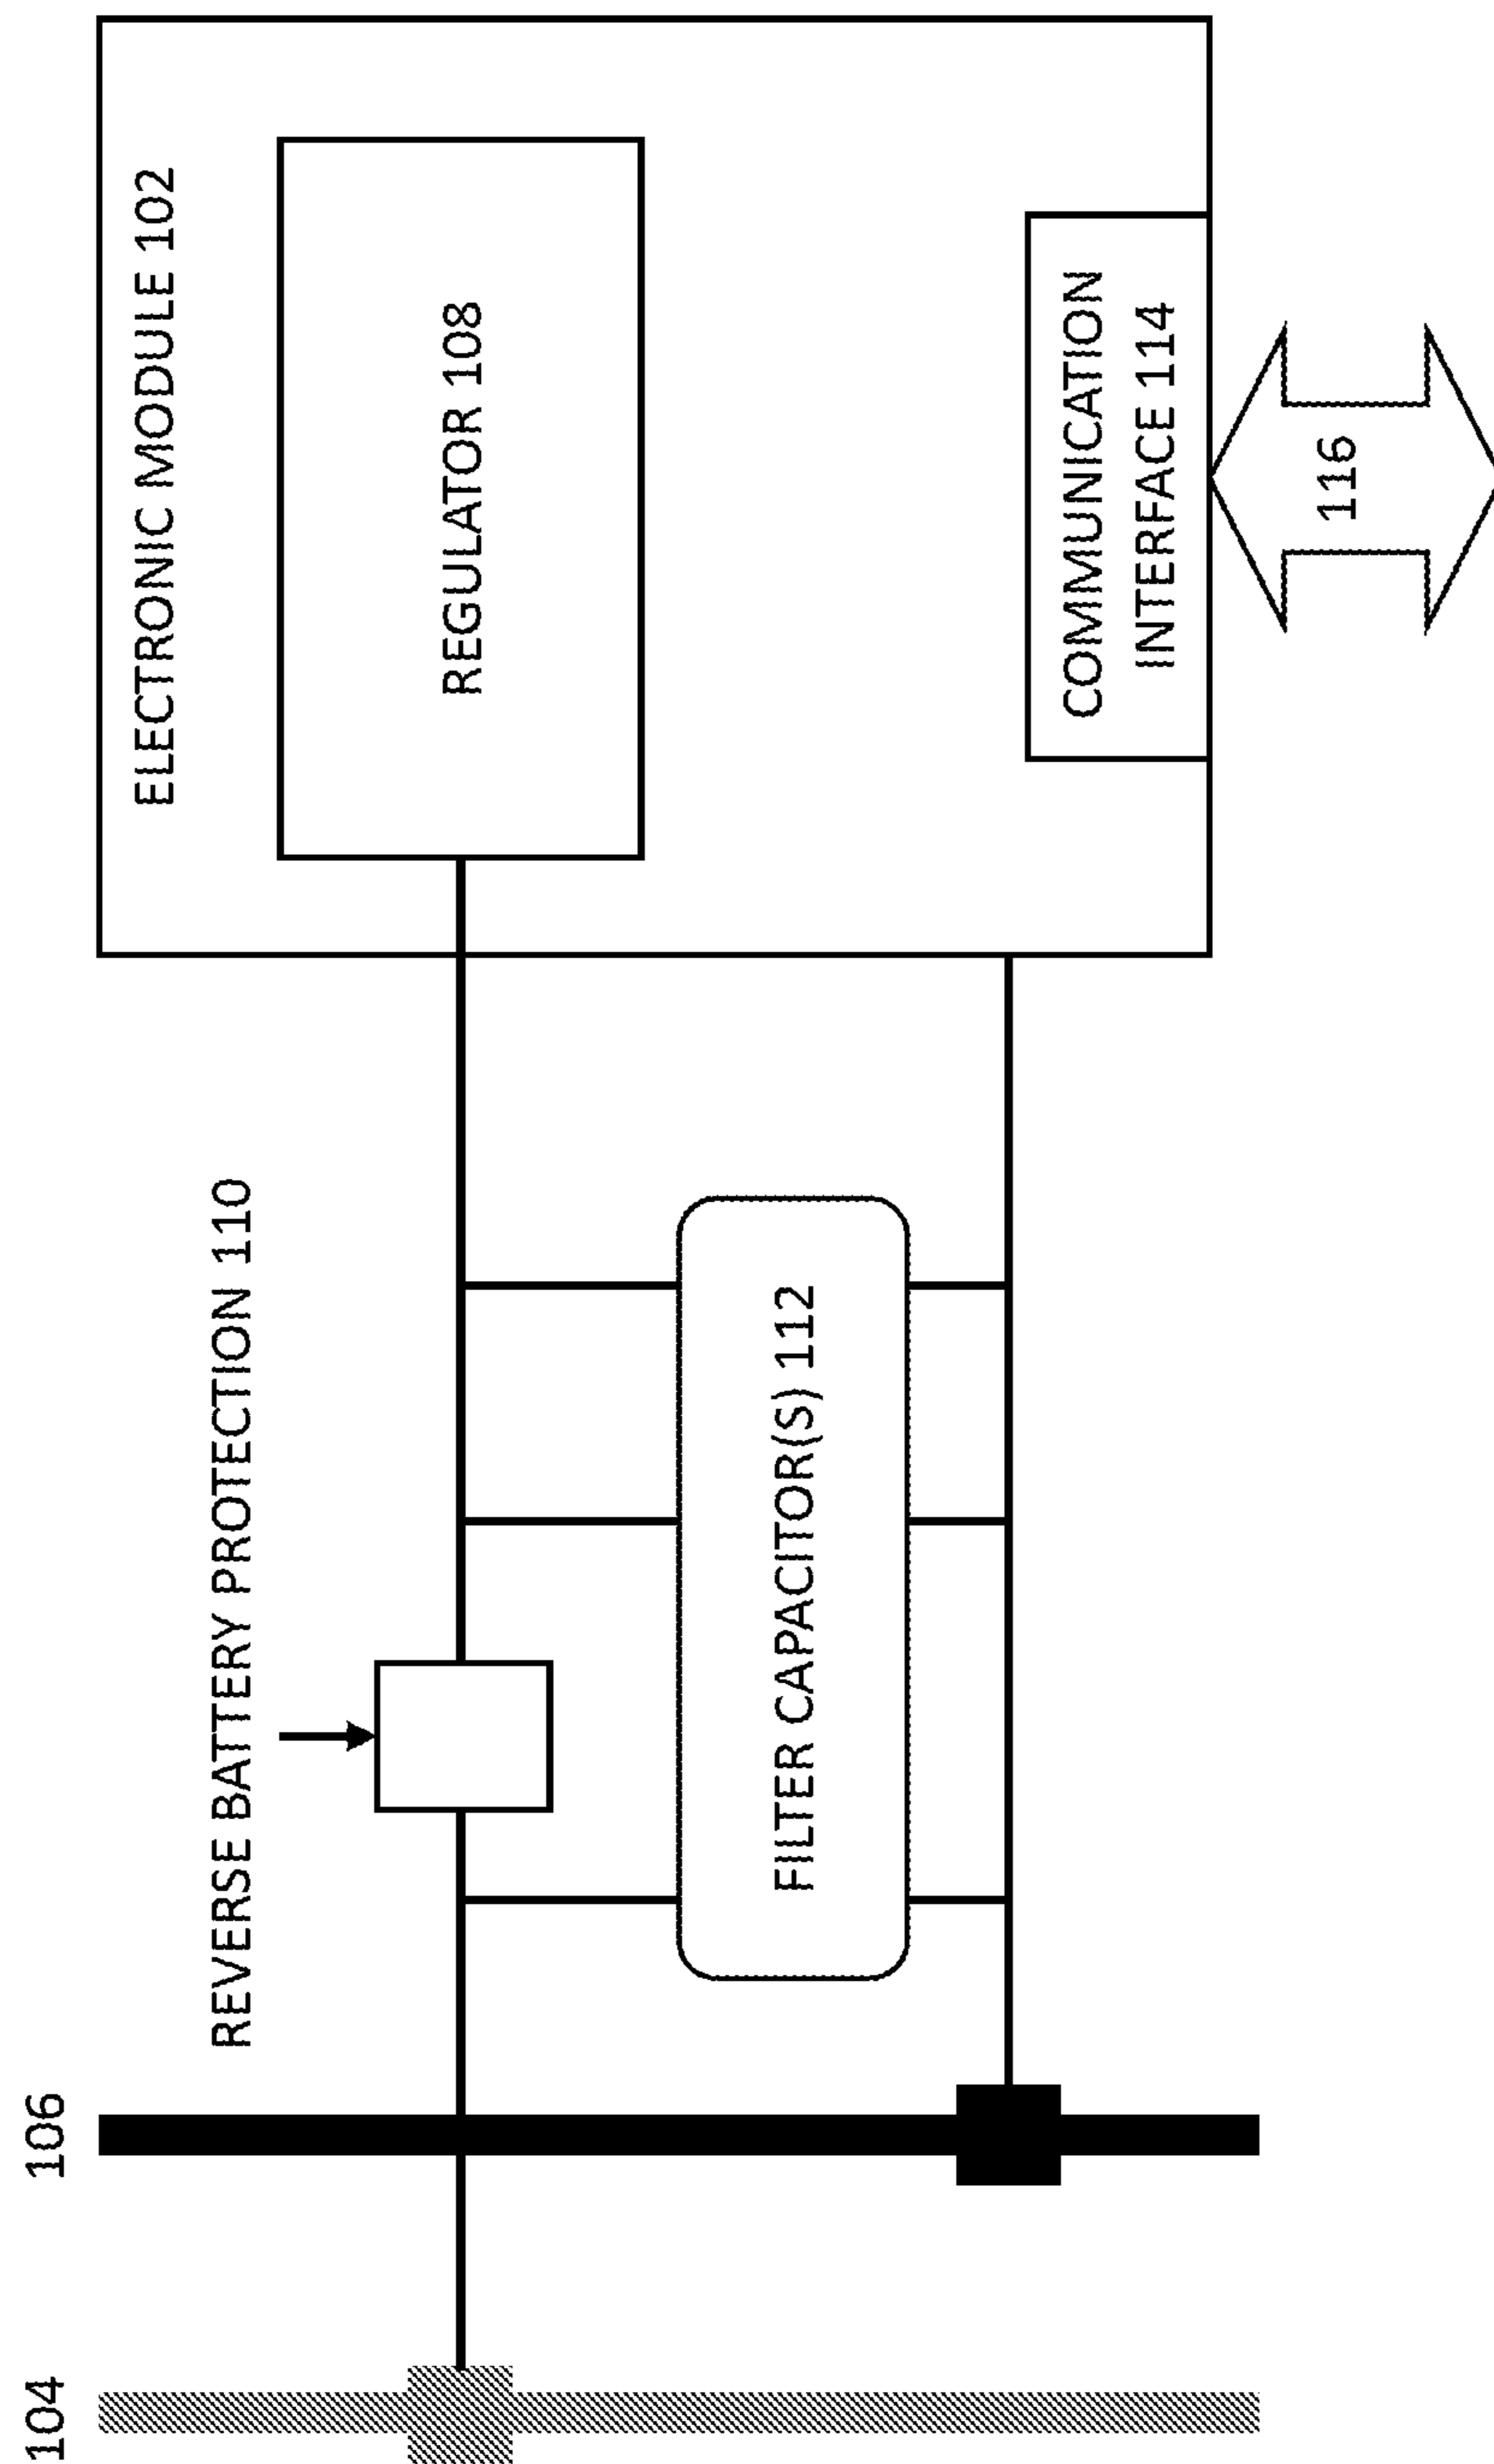 104
106
REVERSE BATTERY PROTECTION 110
FILTER CAPACITOR(S) 112
ELECTRONIC MODULE 102
REGULATOR 108
COMMUNICATION
INTERFACE 114
116